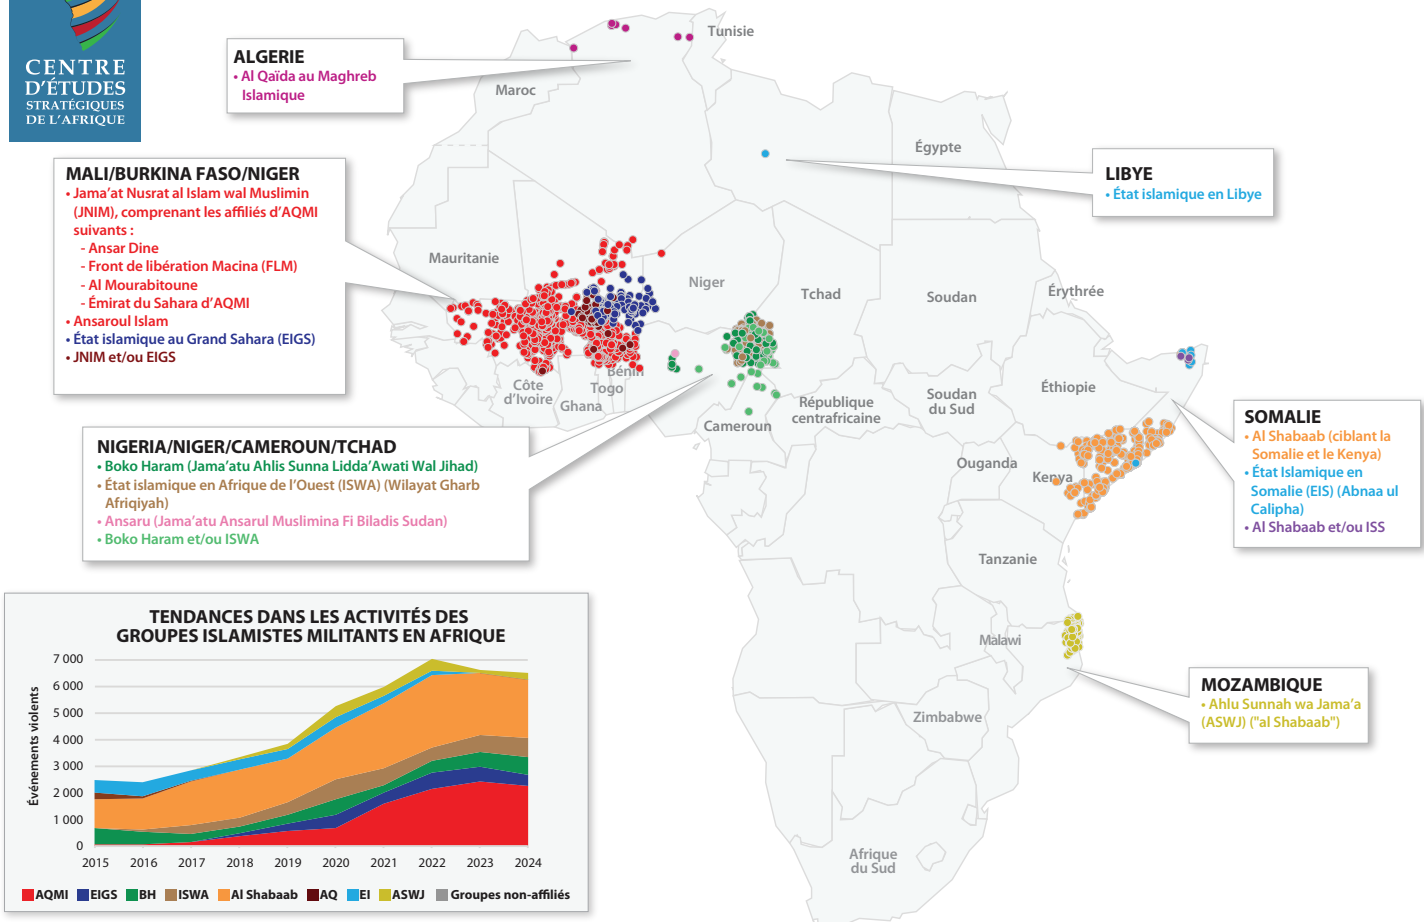 CENTRE
D'ÉTUDES
STRATÉGIQUES
DE L'AFRIQUE
ALGERIE
• Al Qaïda au Maghreb
Islamique
Tunisie
Maroc
Égypte
LIBYE
• État islamique en Libye
MALI/BURKINA FASO/NIGER
• Jama'at Nusrat al Islam wal Muslimin
(JNIM), comprenant les affiliés d'AQMI
suivants :
- Ansar Dine
- Front de libération Macina (FLM)
- Al Mourabitoune
- Émirat du Sahara d'AQMI
• Ansaroul Islam
• État islamique au Grand Sahara (EIGS)
• JNIM et/ou EIGS
Mauritanie
Niger
Tchad
Soudan
Érythrée
Bénin
Togo
Côte
d'Ivoire
Ghana
Cameroun
République
centrafricaine
Soudan
du Sud
Éthiopie
Ouganda
Kenya
SOMALIE
• Al Shabaab (ciblant la
Somalie et le Kenya)
• État Islamique en
Somalie (EIS) (Abnaa ul
Calipha)
• Al Shabaab et/ou ISS
NIGERIA/NIGER/CAMEROUN/TCHAD
• Boko Haram (Jama'atu Ahlis Sunna Lidda'Awati Wal Jihad)
• État islamique en Afrique de l'Ouest (ISWA) (Wilayat Gharb
Afriqiyah)
• Ansaru (Jama'atu Ansarul Muslimina Fi Biladis Sudan)
• Boko Haram et/ou ISWA
Tanzanie
Malawi
Zimbabwe
Afrique
du Sud
MOZAMBIQUE
• Ahlu Sunnah wa Jama'a
(ASWJ) ("al Shabaab")
TENDANCES DANS LES ACTIVITÉS DES
GROUPES ISLAMISTES MILITANTS EN AFRIQUE
Événements violents
7 000
6 000
5 000
4 000
3 000
2 000
1 000
0
2015 2016 2017 2018 2019 2020 2021 2022 2023 2024
AQMI EIGS BH ISWA Al Shabaab AQ EI ASWJ Groupes non-affiliés